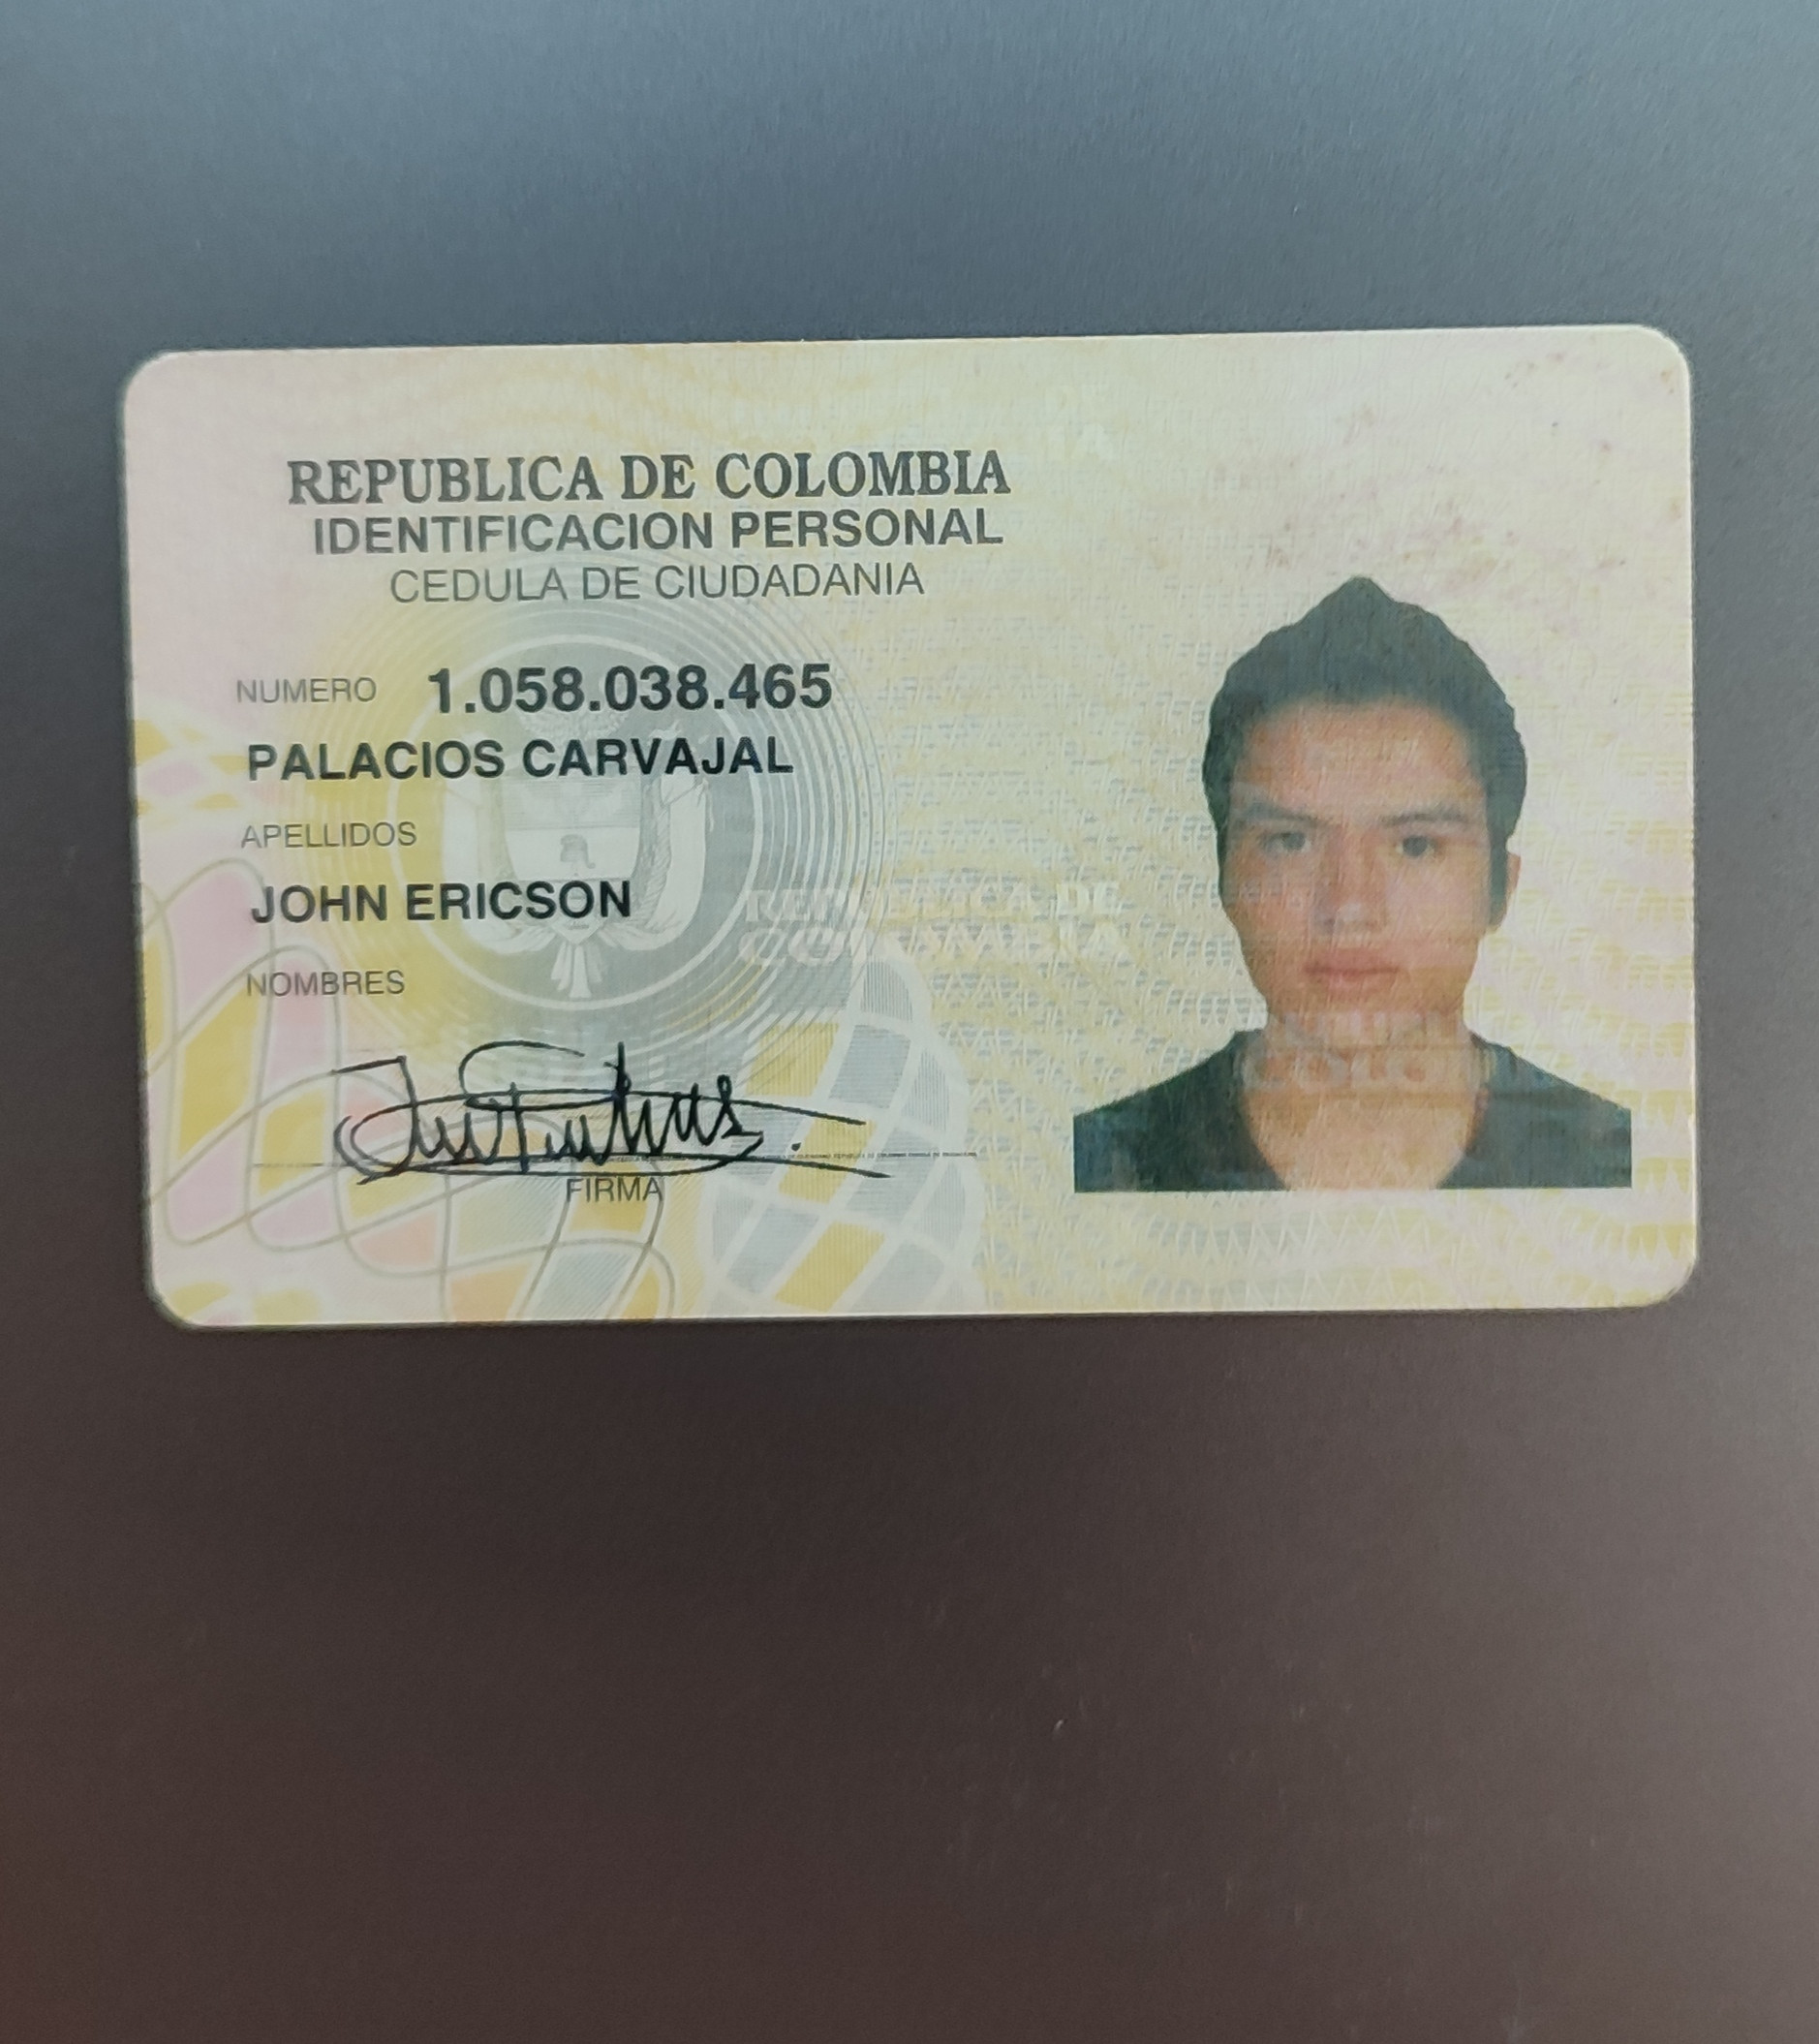 REPUBLICA DE COLOMBIA
IDENTIFICACION PERSONAL
CEDULA DE CIUDADANIA
NUMERO 1.058.038.465
PALACIOS CARVAJAL
APELLIDOS
JOHN ERICSON
NOMBRES
REPUBLICA DE
COLOMBIA
FIRMA